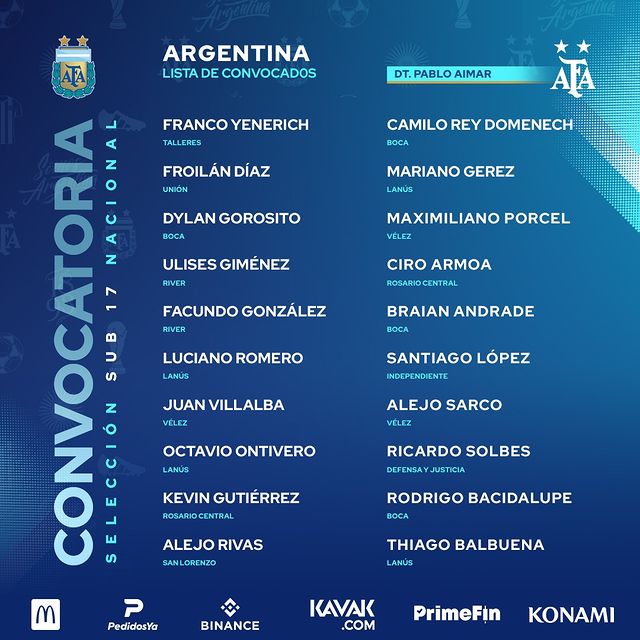 ARGENTINA
LISTA DE CONVOCADOS
DT. PABLO AIMAR
AFA
AFA
CONVOCATORIA
SELECCIÓN SUB 17 NACIONAL
FRANCO YENERICH
TALLERES
FROILÁN DÍAZ
UNIÓN
DYLAN GOROSITO
BOCA
ULISES GIMÉNEZ
RIVER
FACUNDO GONZÁLEZ
RIVER
LUCIANO ROMERO
LANÚS
JUAN VILLALBA
VÉLEZ
OCTAVIO ONTIVERO
LANÚS
KEVIN GUTIÉRREZ
ROSARIO CENTRAL
ALEJO RIVAS
SAN LORENZO
CAMILO REY DOMENECH
BOCA
MARIANO GEREZ
LANÚS
MAXIMILIANO PORCEL
VÉLEZ
CIRO ARMOA
ROSARIO CENTRAL
BRAIAN ANDRADE
BOCA
SANTIAGO LÓPEZ
INDEPENDIENTE
ALEJO SARCO
VÉLEZ
RICARDO SOLBES
DEFENSA Y JUSTICIA
RODRIGO BACIDALUPE
BOCA
THIAGO BALBUENA
LANÚS
PedidosYa
BINANCE
KAVAK
.COM
PrimeFin
KONAMI